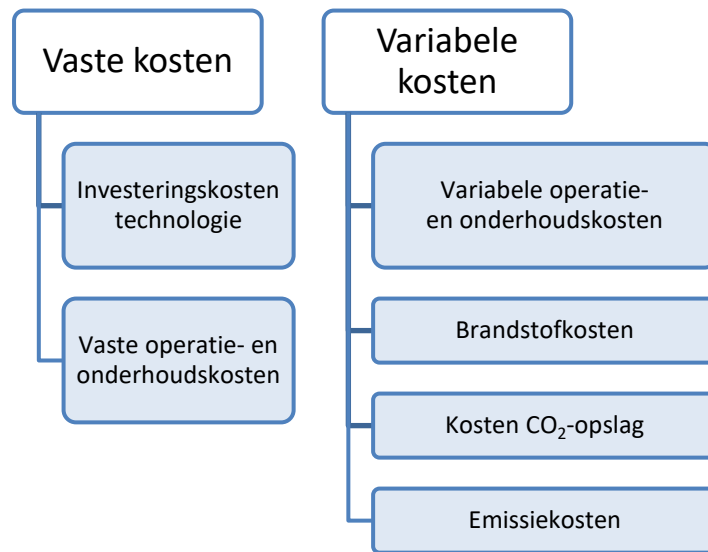 Vaste kosten
Investeringskosten
technologie
Vaste operatie- en
onderhoudskosten
Variabele
kosten
Variabele operatie-
en onderhoudskosten
Brandstofkosten
Kosten CO₂-opslag
Emissiekosten